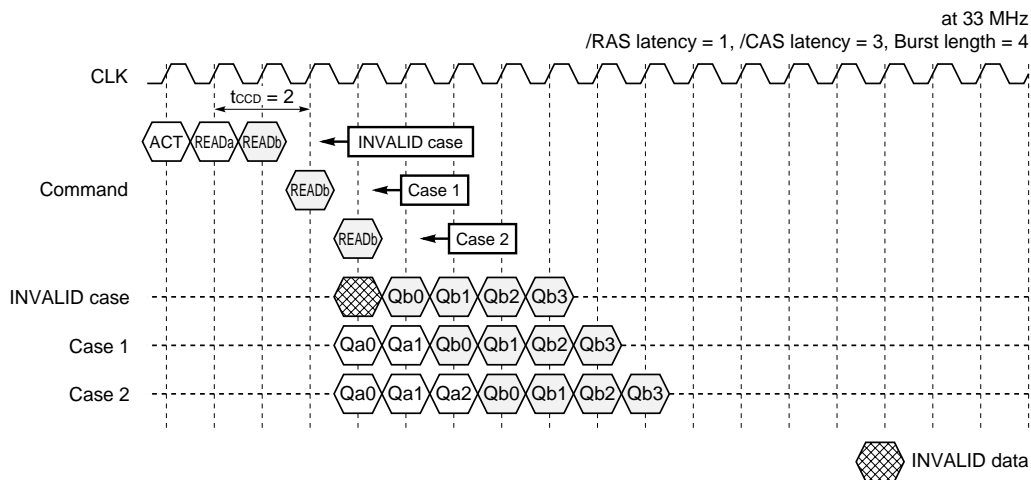 at 33 MHz
/RAS latency = 1, /CAS latency = 3, Burst length = 4
CLK
tCCD = 2
ACT READa READb INVALID case
Command READb Case 1
READb Case 2
INVALID case Qb0 Qb1 Qb2 Qb3
Case 1 Qa0 Qa1 Qb0 Qb1 Qb2 Qb3
Case 2 Qa0 Qa1 Qa2 Qb0 Qb1 Qb2 Qb3
INVALID data